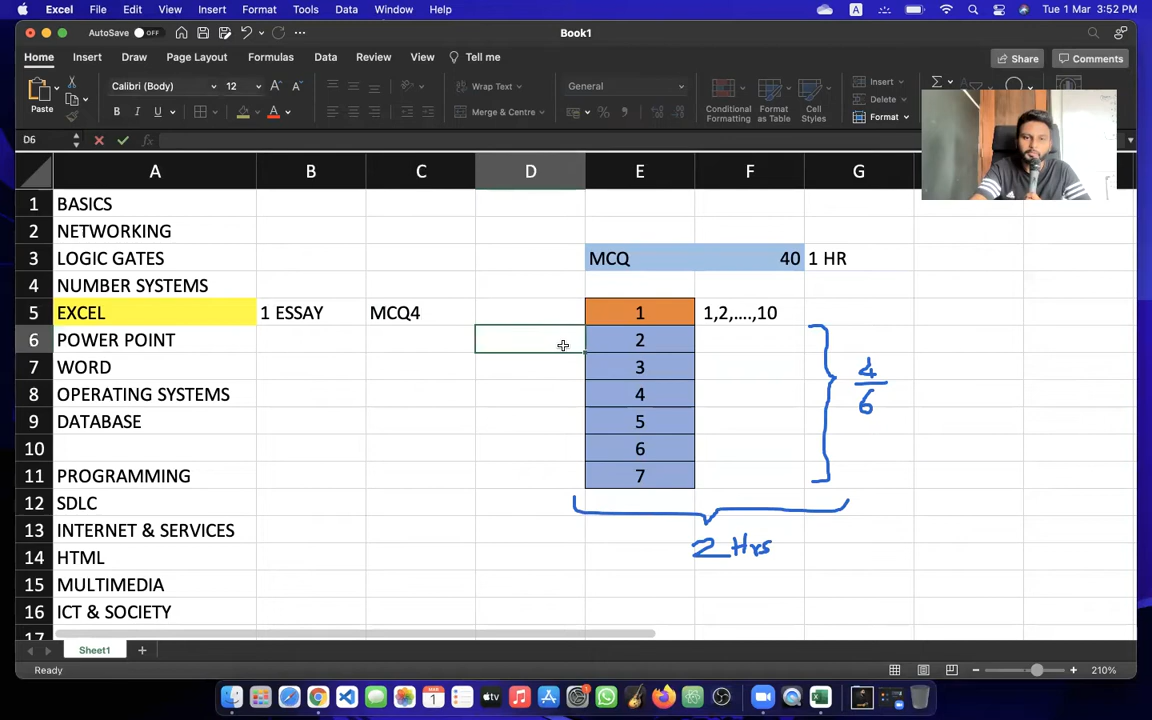 Excel File Edit View Insert Format Tools Data Window Help A Tue 1 Mar 3:52 PM
AutoSave OFF Book1
Home Insert Draw Page Layout Formulas Data Review View Tell me Share Comments
Paste Calibri (Body) 12 A A Wrap Text General Conditional Formatting Format as Table Cell Styles Insert
B I U A Merge & Centre % Delete
Format
D6 fx
A B C D E F G
1 BASICS
2 NETWORKING
3 LOGIC GATES MCQ 40 1 HR
4 NUMBER SYSTEMS
5 EXCEL 1 ESSAY MCQ4 1 1,2,....,10
6 POWER POINT 2
7 WORD 3 4
8 OPERATING SYSTEMS 4 6
9 DATABASE 5
10 6
11 PROGRAMMING 7
12 SDLC
13 INTERNET & SERVICES 2 Hrs
14 HTML
15 MULTIMEDIA
16 ICT & SOCIETY
17
Sheet1
Ready 210%
MAR 1 tv